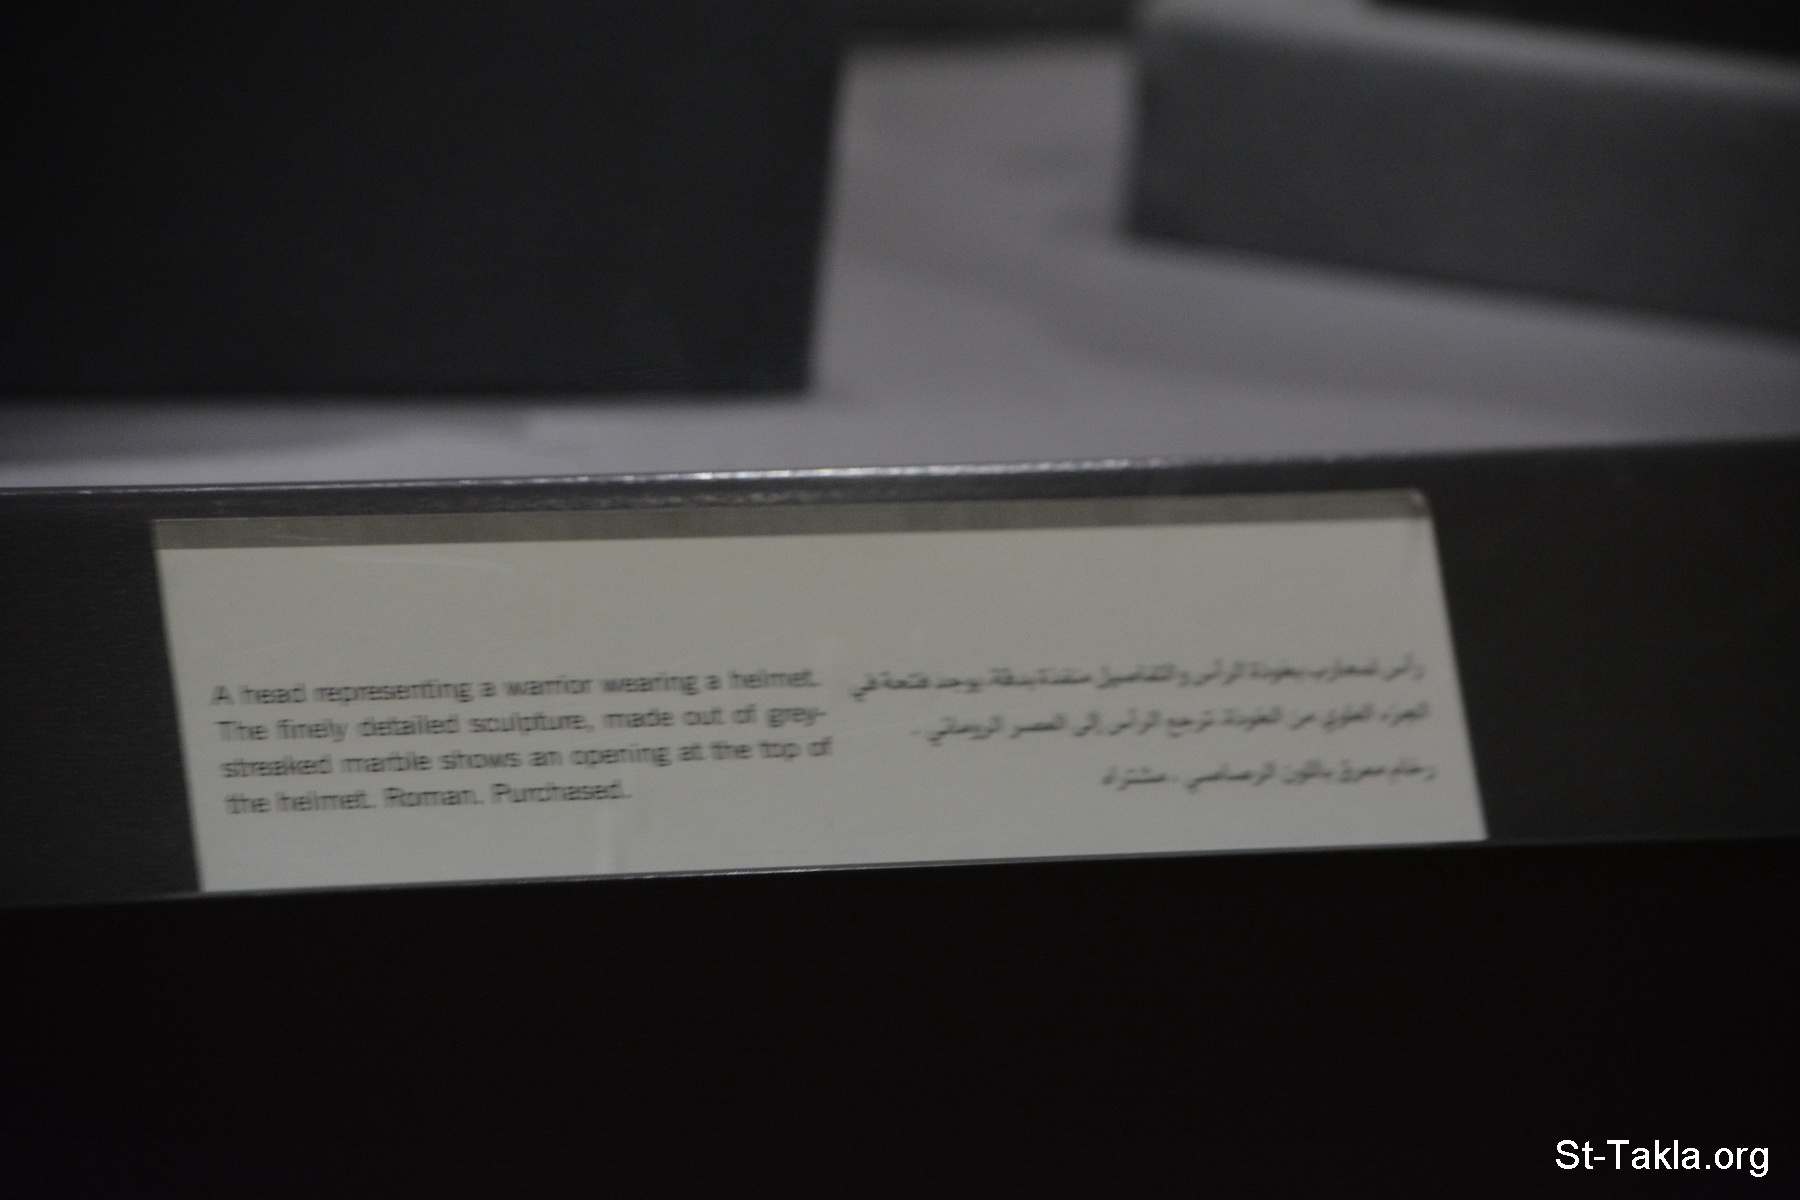 A head representing a warrior wearing a helmet.
The finely detailed sculpture, made out of grey-
streaked marble shows an opening at the top of
the helmet. Roman. Purchased.
رأس لمحارب بخوذة الرأس والتفاصيل منفذة بدقة يوجد فتحة في
الجزء العلوي من الخوذة. ترجع الرأس إلى العصر الروماني .
رخام معرق باللون الرصاصي . مشتراه
St-Takla.org